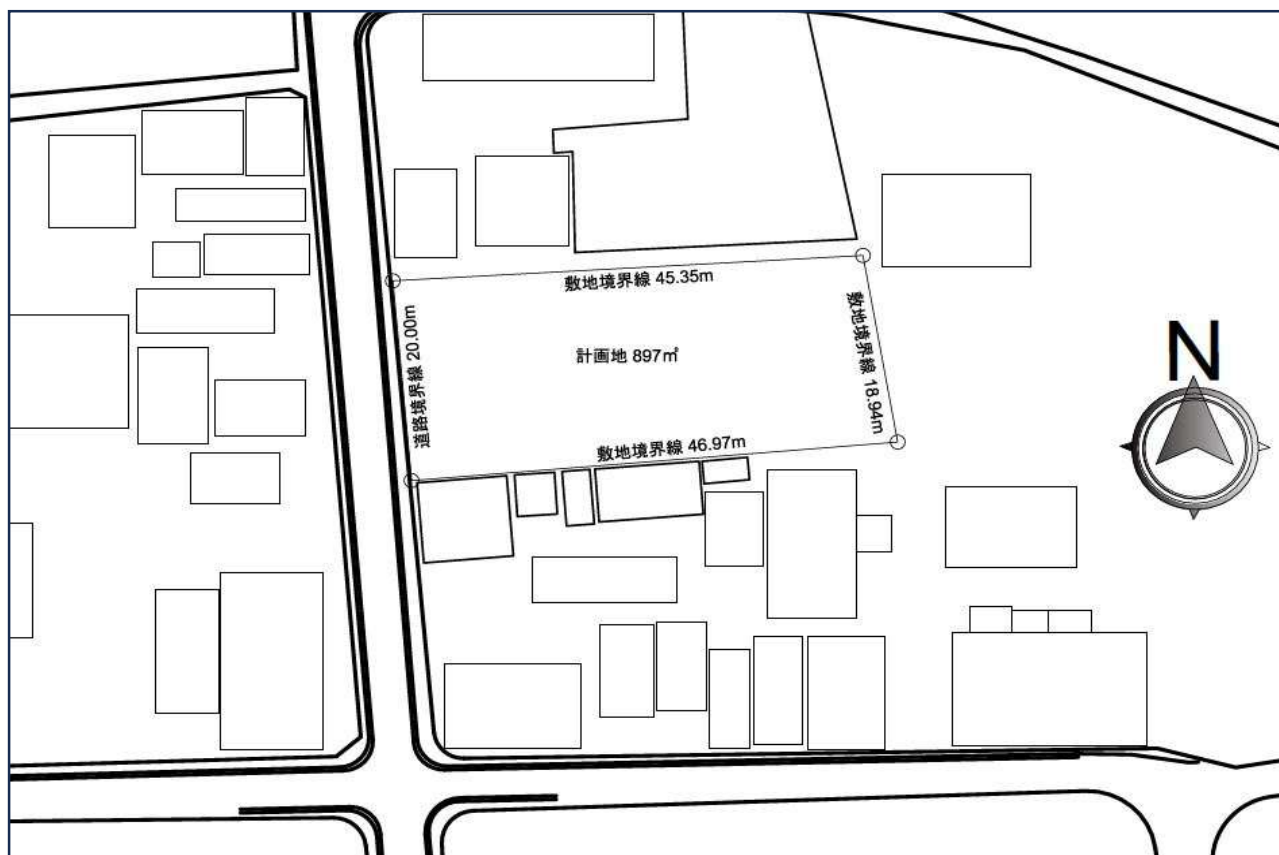 敷地境界線 45.35m
道路境界線 20.00m
計画地 897㎡
敷地境界線 18.94m
敷地境界線 46.97m
N